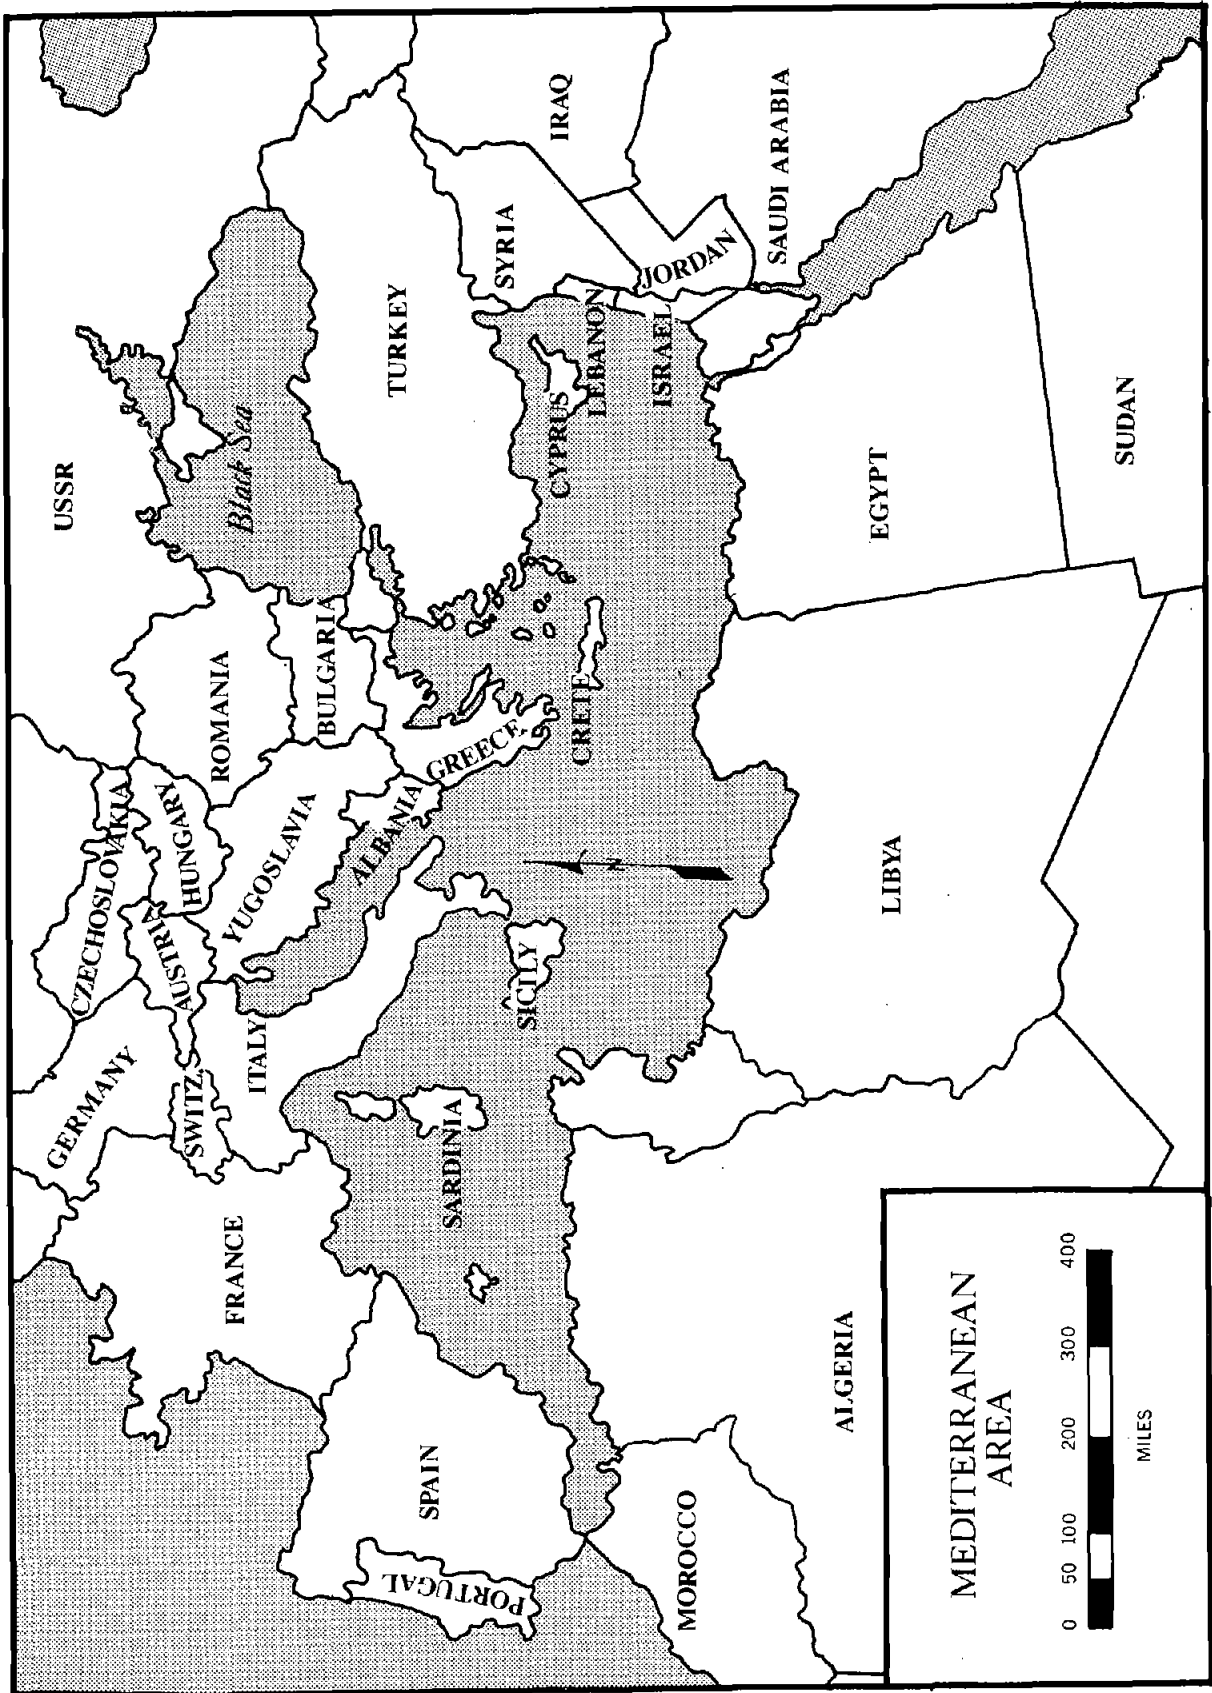 USSR
CZECHOSLOVAKIA
GERMANY
HUNGARY
AUSTRIA
SWITZ.
ROMANIA
Black Sea
FRANCE
ITALY
YUGOSLAVIA
BULGARIA
ALBANIA
GREECE
TURKEY
SPAIN
PORTUGAL
SARDINIA
SICILY
CRETE
CYPRUS
SYRIA
IRAQ
LEBANON
ISRAEL
JORDAN
SAUDI ARABIA
N
MOROCCO
ALGERIA
LIBYA
EGYPT
SUDAN
MEDITERRANEAN
AREA
0 50 100 200 300 400
MILES